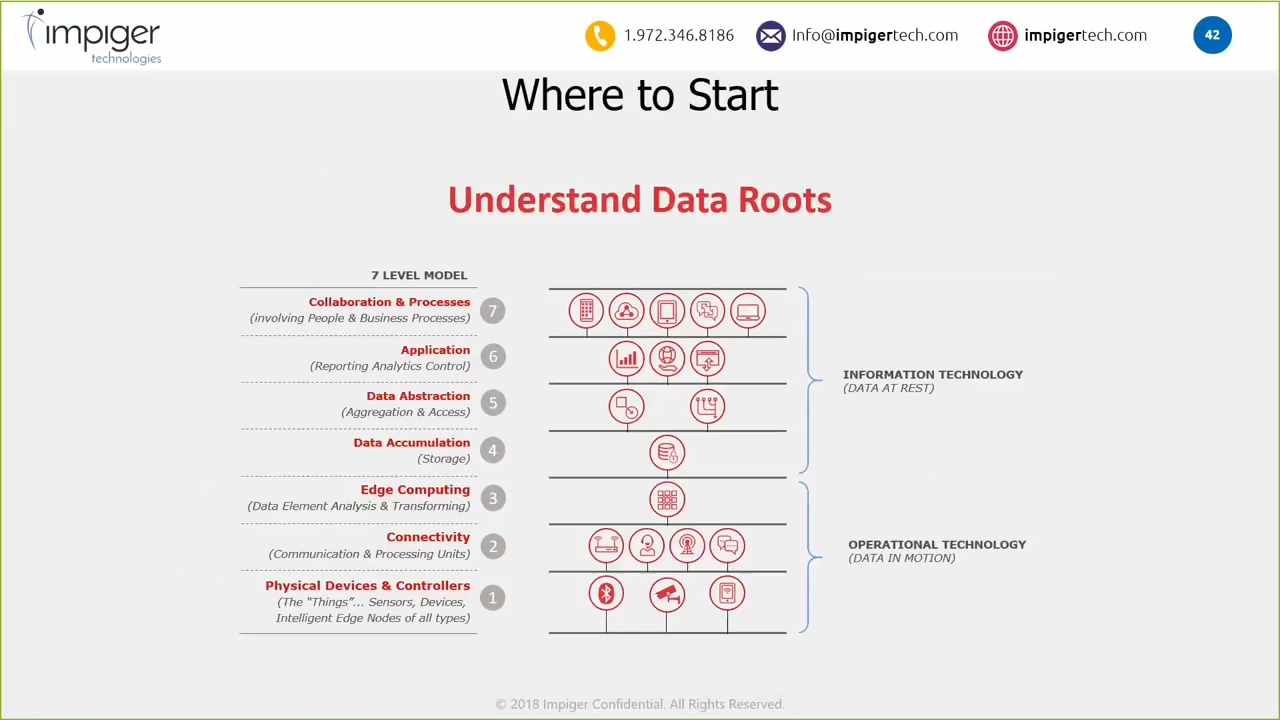 impiger
technologies
1.972.346.8186
Info@impigertech.com
impigertech.com
42
Where to Start
Understand Data Roots
7 LEVEL MODEL
Collaboration & Processes
(involving People & Business Processes)
7
Application
(Reporting Analytics Control)
6
Data Abstraction
(Aggregation & Access)
5
Data Accumulation
(Storage)
4
Edge Computing
(Data Element Analysis & Transforming)
3
Connectivity
(Communication & Processing Units)
2
Physical Devices & Controllers
(The “Things”... Sensors, Devices,
Intelligent Edge Nodes of all types)
1
INFORMATION TECHNOLOGY
(DATA AT REST)
OPERATIONAL TECHNOLOGY
(DATA IN MOTION)
© 2018 Impiger Confidential. All Rights Reserved.